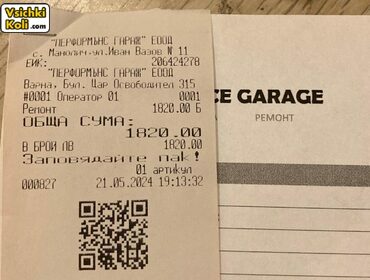 Vsichki
Koli.com
"ПЕРФОРМЪНС ГАРАЖ" ЕООД
с. Манолич-ул.Иван Вазов N 11
ЕИК: 206424278
"ПЕРФОРМЪНС ГАРАЖ" ЕООД
Варна, Бул. Цар Освободител 315
#0001 Оператор 01 0001
Ремонт 1820.00 Б
ОБЩА СУМА:
1820.00
В БРОЙ ЛВ 1820.00
Заповядайте пак!
01 артикул
000827 21.05.2024 19:13:32
CE GARAGE
РЕМОНТ